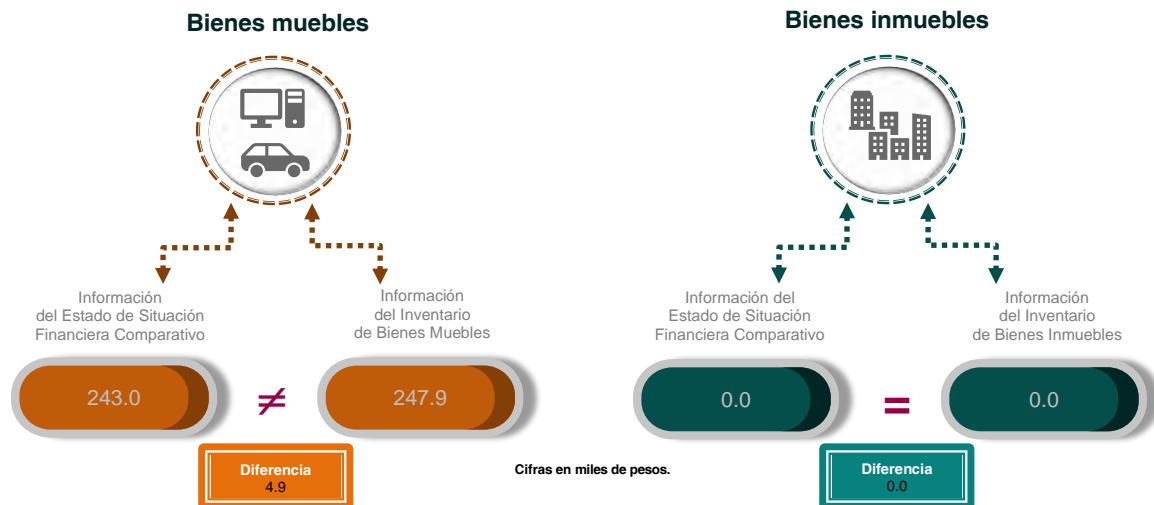 Bienes muebles
Información
del Estado de Situación
Financiera Comparativo
Información
del Inventario
de Bienes Muebles
243.0
≠
247.9
Diferencia
4.9
Cifras en miles de pesos.
Bienes inmuebles
Información del
Estado de Situación
Financiera Comparativo
Información
del Inventario
de Bienes Inmuebles
0.0
=
0.0
Diferencia
0.0